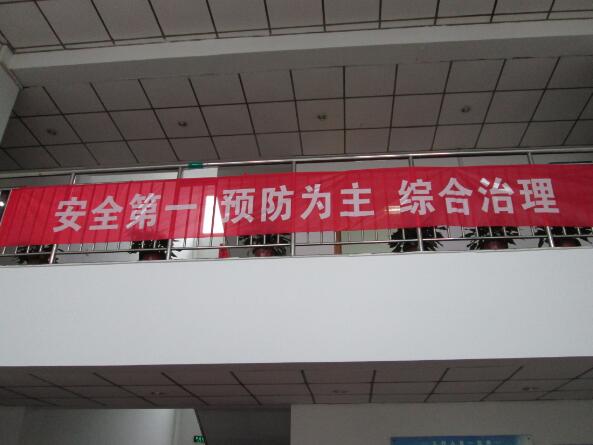 安全第一 预防为主 综合治理